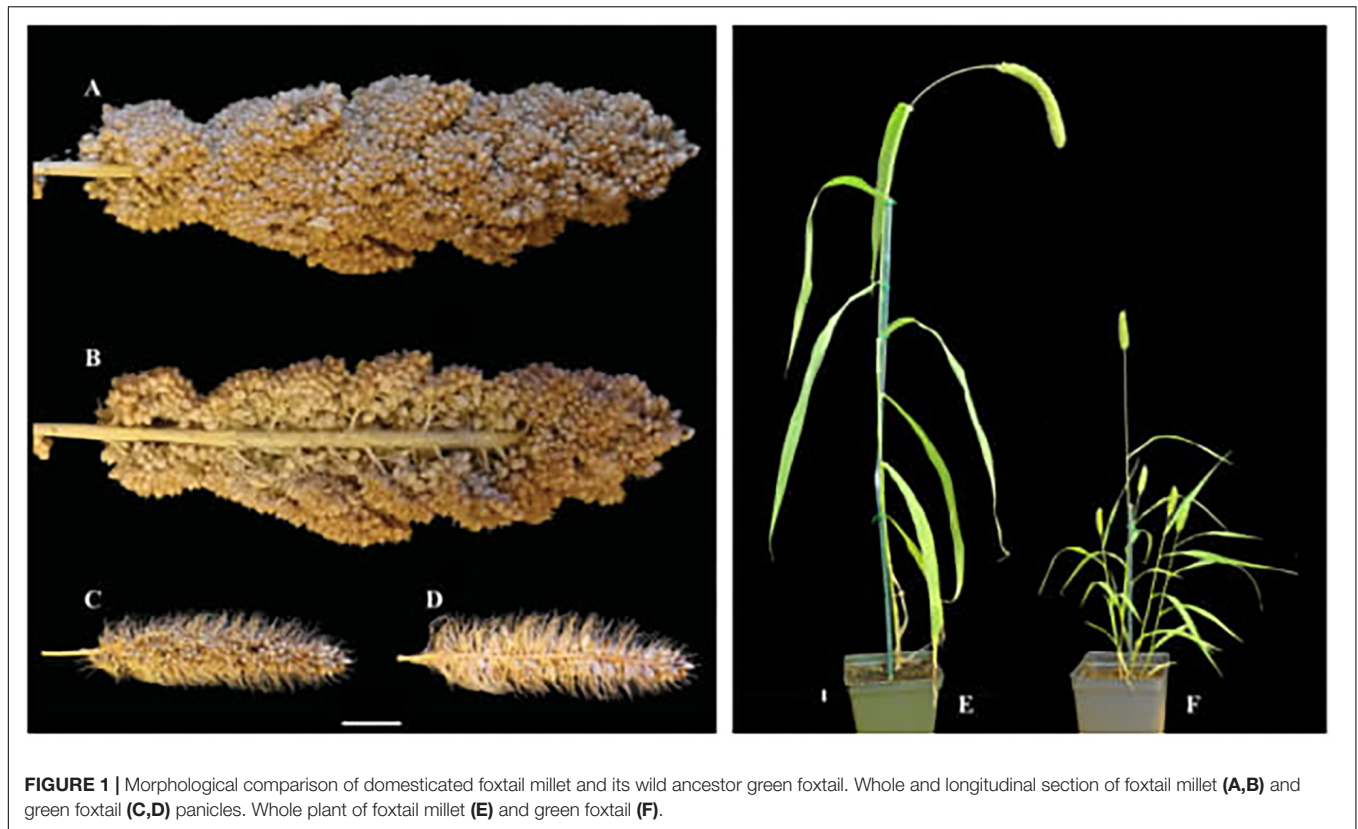 A
B
C
D
E
F
FIGURE 1 | Morphological comparison of domesticated foxtail millet and its wild ancestor green foxtail. Whole and longitudinal section of foxtail millet (A,B) and
green foxtail (C,D) panicles. Whole plant of foxtail millet (E) and green foxtail (F).